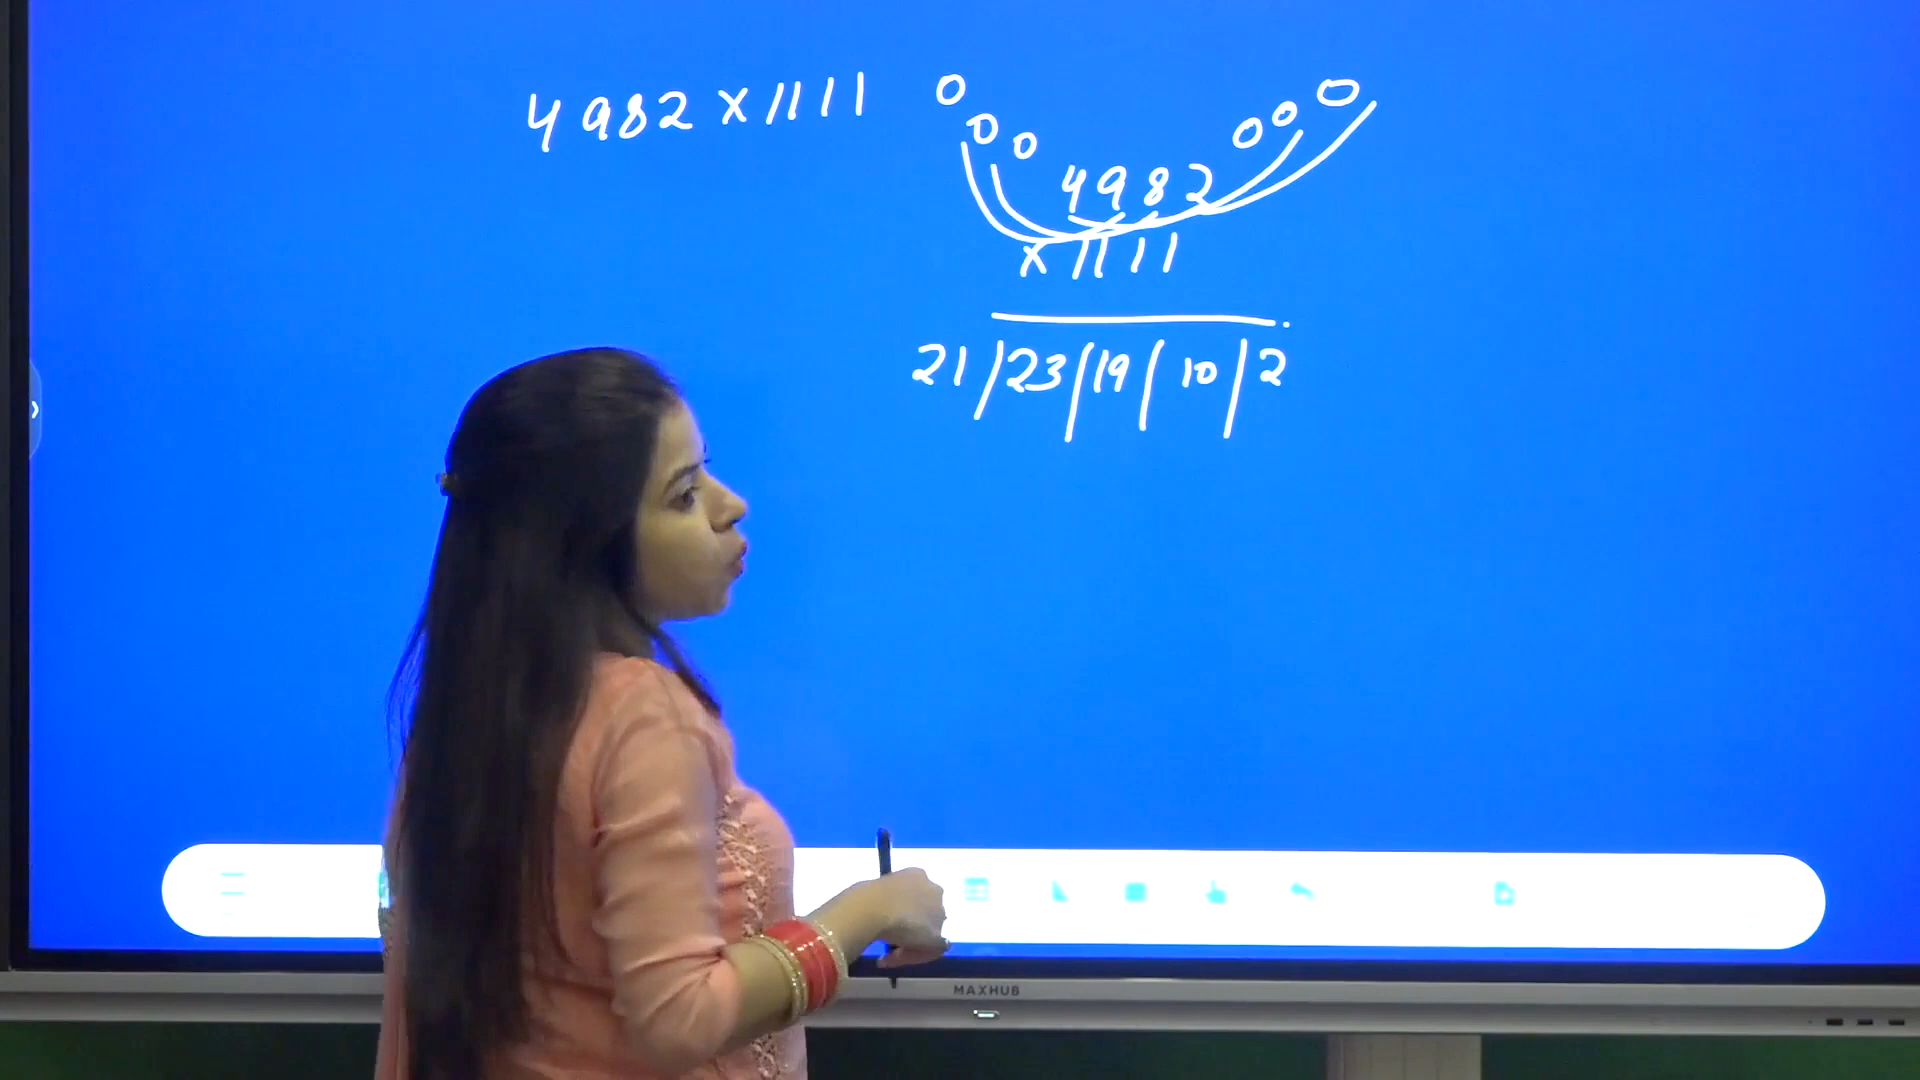 4982 x 1111
0 0 0 0 0 0
4982
x 1111
21/23/19/10/2
MAXHUB